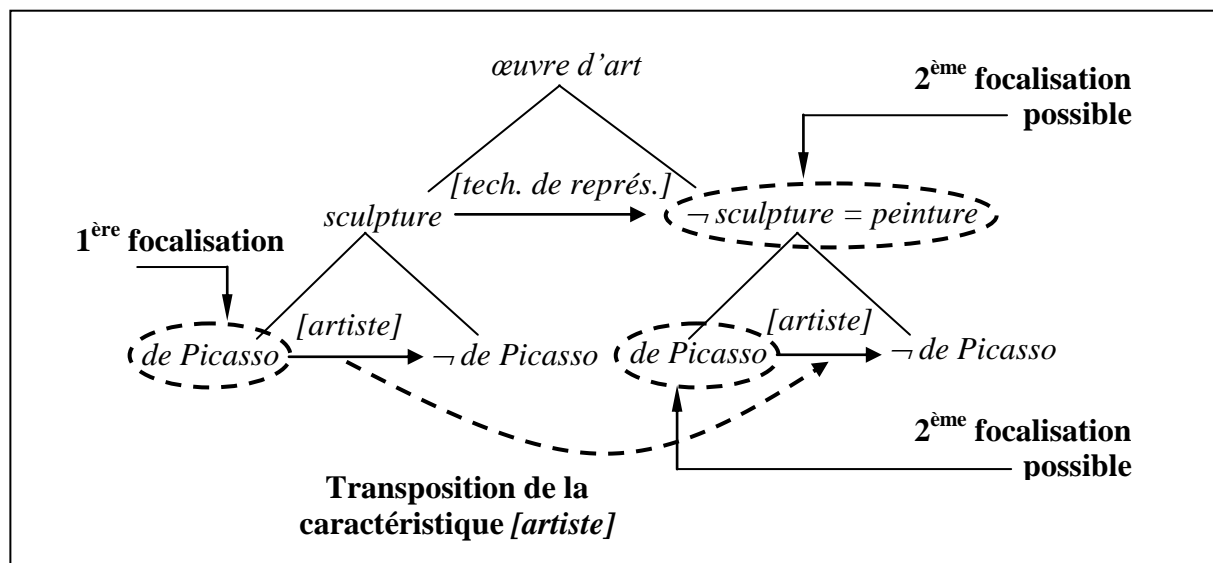 œuvre d'art
2ème focalisation
possible
[tech. de représ.]
sculpture
¬ sculpture = peinture
1ère focalisation
[artiste]
[artiste]
de Picasso
¬ de Picasso
de Picasso
¬ de Picasso
2ème focalisation
possible
Transposition de la
caractéristique [artiste]